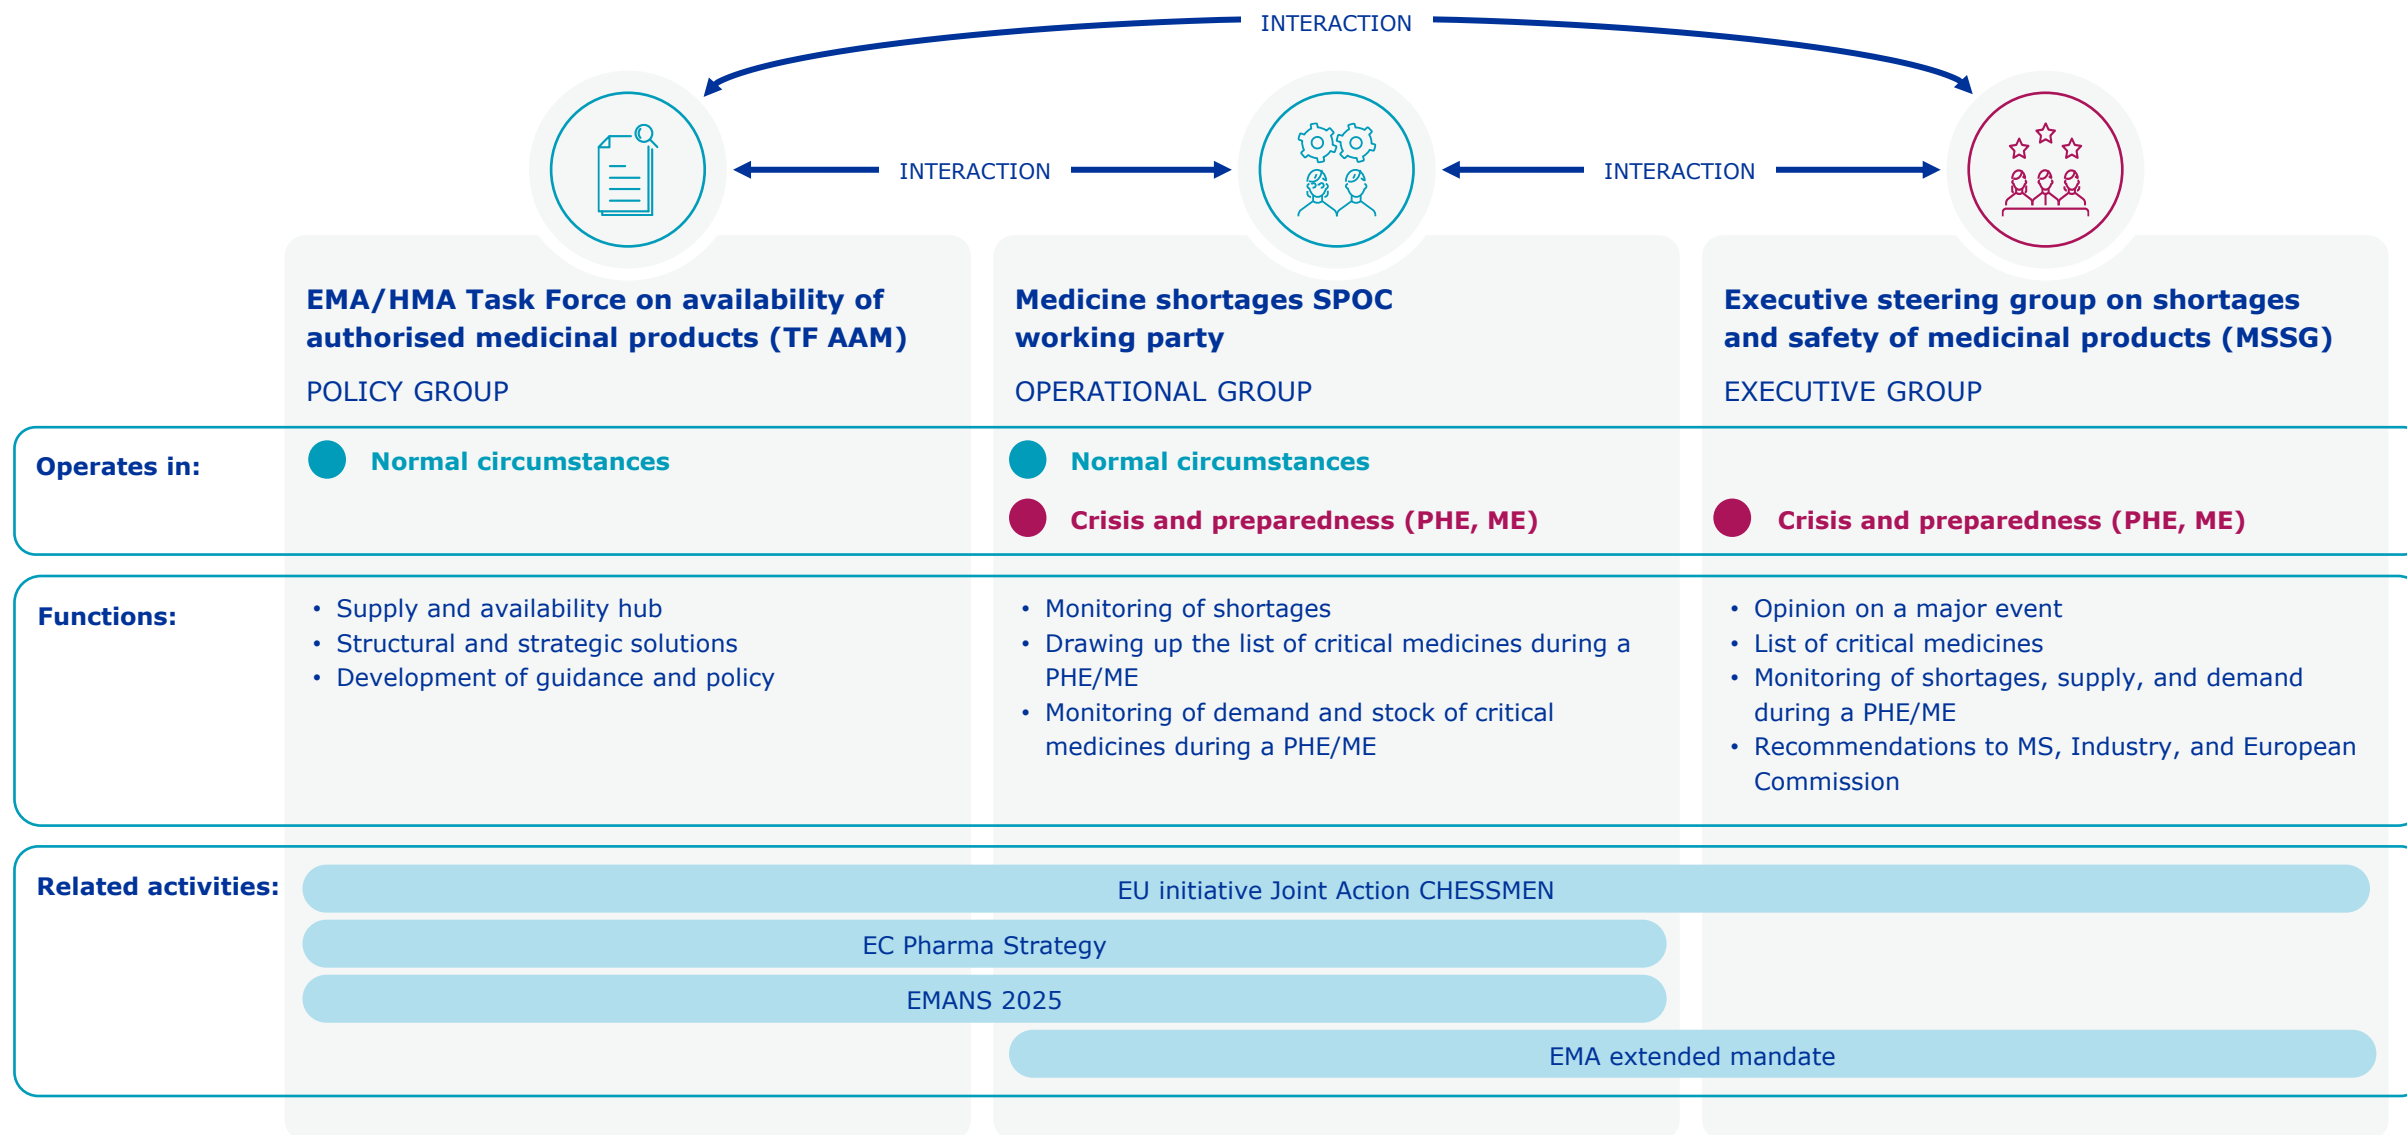 INTERACTION
INTERACTION
INTERACTION
EMA/HMA Task Force on availability of
authorised medicinal products (TF AAM)
POLICY GROUP
Medicine shortages SPOC
working party
OPERATIONAL GROUP
Executive steering group on shortages
and safety of medicinal products (MSSG)
EXECUTIVE GROUP
Operates in:
Normal circumstances
Normal circumstances
Crisis and preparedness (PHE, ME)
Crisis and preparedness (PHE, ME)
Functions:
• Supply and availability hub
• Structural and strategic solutions
• Development of guidance and policy
• Monitoring of shortages
• Drawing up the list of critical medicines during a
PHE/ME
• Monitoring of demand and stock of critical
medicines during a PHE/ME
• Opinion on a major event
• List of critical medicines
• Monitoring of shortages, supply, and demand
during a PHE/ME
• Recommendations to MS, Industry, and European
Commission
Related activities:
EU initiative Joint Action CHESSMEN
EC Pharma Strategy
EMANS 2025
EMA extended mandate